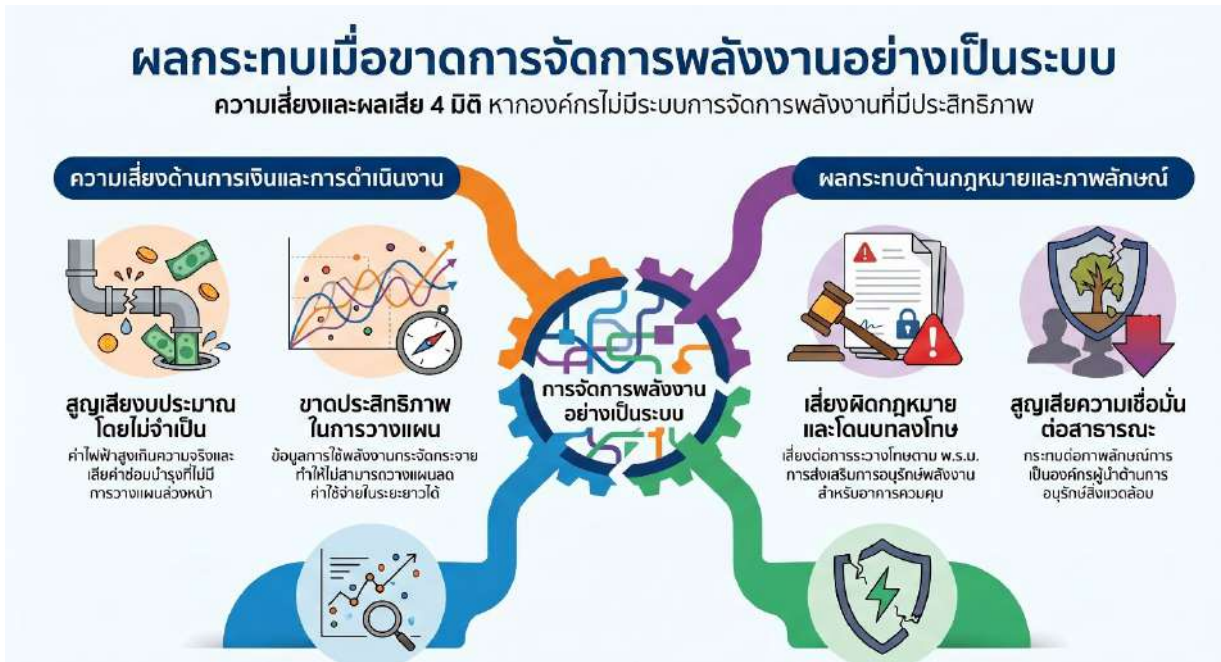 ผลกระทบเมื่อขาดการจัดการพลังงานอย่างเป็นระบบ
ความเสี่ยงและผลเสีย 4 มิติ หากองค์กรไม่มีระบบการจัดการพลังงานที่มีประสิทธิภาพ
ความเสี่ยงด้านการเงินและการดำเนินงาน
สูญเสียงบประมาณ
โดยไม่จำเป็น
ค่าไฟฟ้าสูงเกินความจริงและ
เสียค่าซ่อมบำรุงที่ไม่มี
การวางแผนล่วงหน้า
ขาดประสิทธิภาพ
ในการวางแผน
ข้อมูลการใช้พลังงานกระจัดกระจาย
ทำให้ไม่สามารถวางแผนลด
ค่าใช้จ่ายในระยะยาวได้
การจัดการพลังงาน
อย่างเป็นระบบ
ผลกระทบด้านกฎหมายและภาพลักษณ์
เสี่ยงผิดกฎหมาย
และโดนบทลงโทษ
เสี่ยงต่อการระวางโทษตาม พ.ร.บ.
การส่งเสริมการอนุรักษ์พลังงาน
สำหรับอาคารควบคุม
สูญเสียความเชื่อมั่น
ต่อสาธารณะ
กระทบต่อภาพลักษณ์การ
เป็นองค์กรผู้นำด้านการ
อนุรักษ์สิ่งแวดล้อม